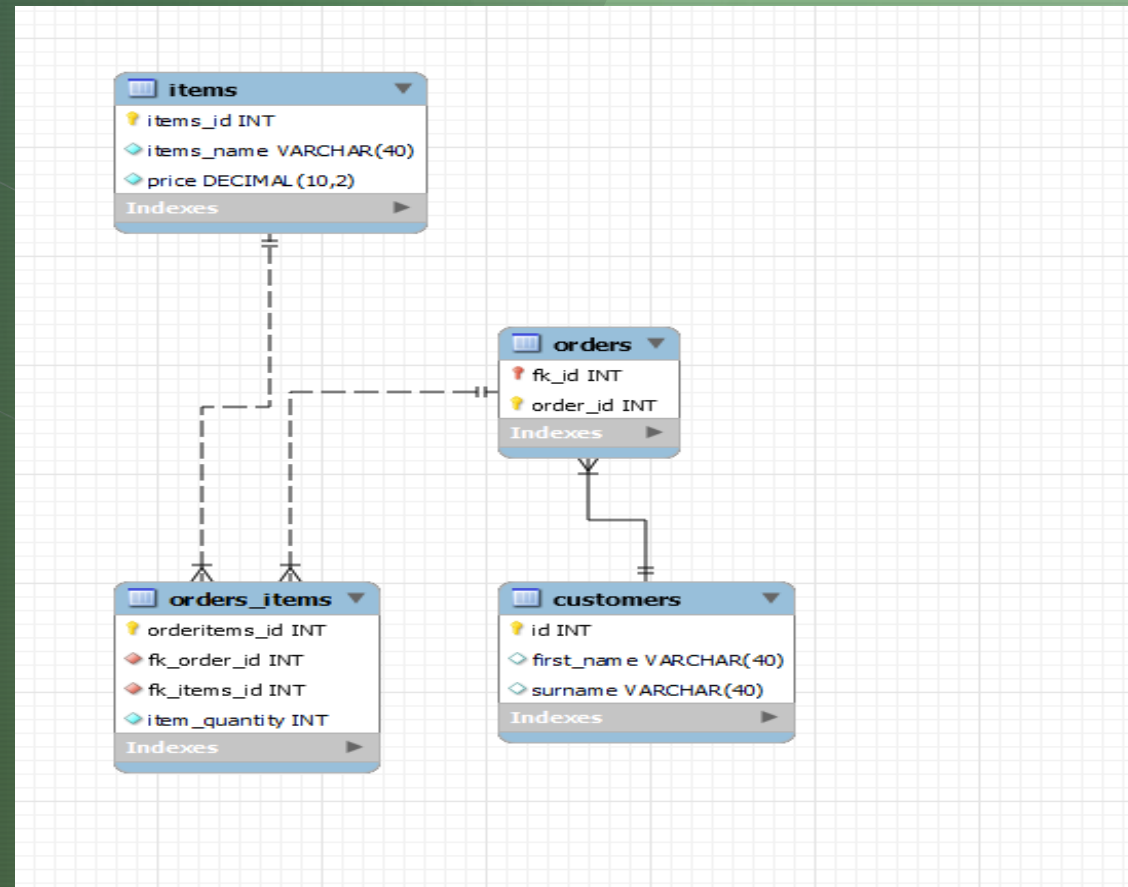 items
items_id INT
items_name VARCHAR(40)
price DECIMAL(10,2)
Indexes
orders
fk_id INT
order_id INT
Indexes
orders_items
orderitems_id INT
fk_order_id INT
fk_items_id INT
item_quantity INT
Indexes
customers
id INT
first_name VARCHAR(40)
surname VARCHAR(40)
Indexes